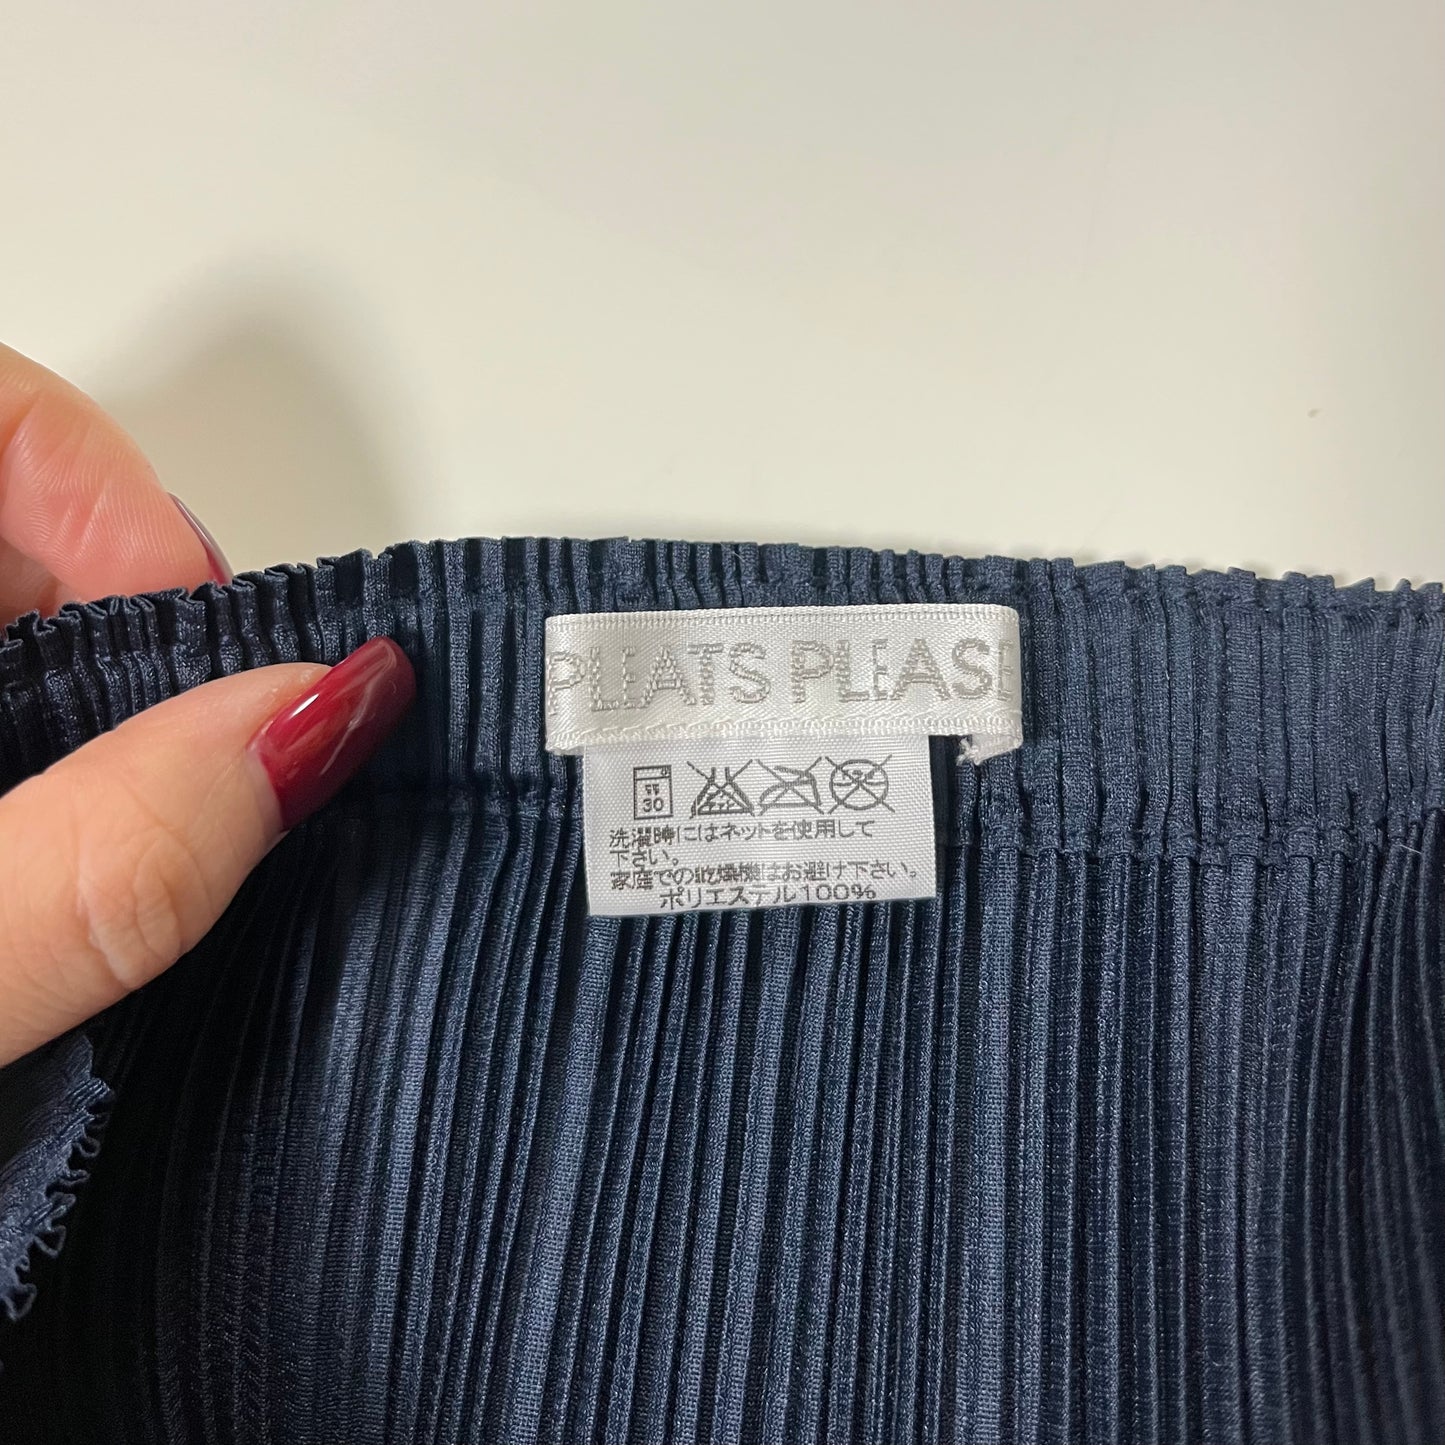 PLEATS PLEASE
弱
30
洗濯時にはネットを使用して
下さい。
家庭での乾燥機はお避け下さい。
ポリエステル100%